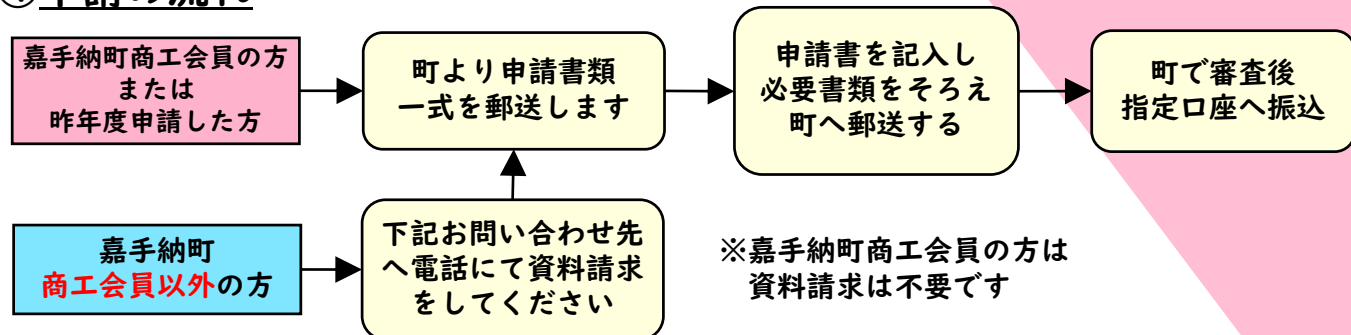 申請の流れ
嘉手納町商工会員の方
または
昨年度申請した方
町より申請書類
一式を郵送します
申請書を記入し
必要書類をそろえ
町へ郵送する
町で審査後
指定口座へ振込
嘉手納町
商工会員以外の方
下記お問い合わせ先
へ電話にて資料請求
をしてください
※嘉手納町商工会員の方は
資料請求は不要です